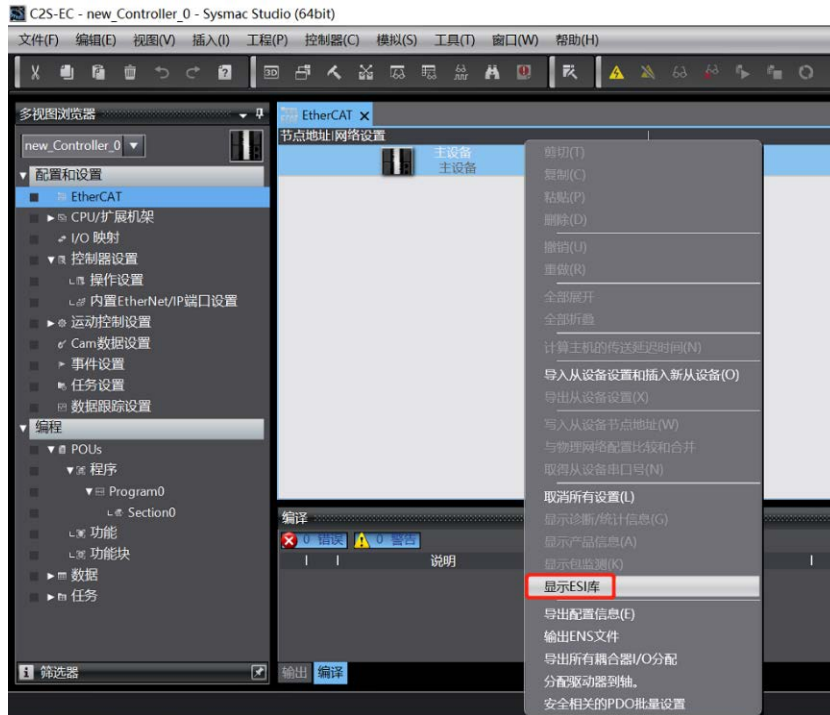 C2S-EC - new_Controller_0 - Sysmac Studio (64bit)
文件(F) 编辑(E) 视图(V) 插入(I) 工程(P) 控制器(C) 模拟(S) 工具(T) 窗口(W) 帮助(H)
多视图浏览器
new_Controller_0
配置和设置
EtherCAT
CPU/扩展机架
I/O 映射
控制器设置
操作设置
内置EtherNet/IP端口设置
运动控制设置
Cam数据设置
事件设置
任务设置
数据跟踪设置
编程
POUs
程序
Program0
Section0
功能
功能块
数据
任务
筛选器
EtherCAT
节点地址|网络设置
主设备
主设备
剪切(T)
复制(C)
粘贴(P)
删除(D)
撤销(U)
重做(R)
全部展开
全部折叠
计算主机的传送延迟时间(N)
导入从设备设置和插入新从设备(O)
导出从设备设置(X)
写入从设备节点地址(W)
与物理网络配置比较和合并
取得从设备串口号(N)
取消所有设置(L)
显示诊断/统计信息(G)
显示产品信息(A)
显示包监测(K)
显示ESI库
导出配置信息(E)
输出ENS文件
导出所有耦合器I/O分配
分配驱动器到轴。
安全相关的PDO批量设置
编译
0 错误 0 警告
说明
输出 编译